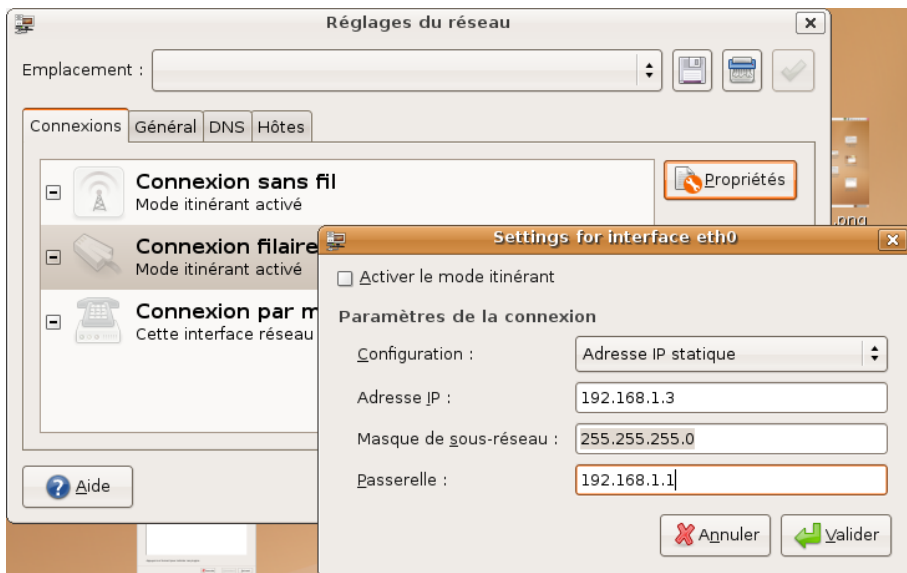 Réglages du réseau
Emplacement :
Connexions Général DNS Hôtes
Connexion sans fil
Mode itinérant activé
Propriétés
.png
Connexion filaire
Mode itinérant activé
Connexion par m
Cette interface réseau
Aide
Settings for interface eth0
Activer le mode itinérant
Paramètres de la connexion
Configuration : Adresse IP statique
Adresse IP : 192.168.1.3
Masque de sous-réseau : 255.255.255.0
Passerelle : 192.168.1.1
Annuler Valider